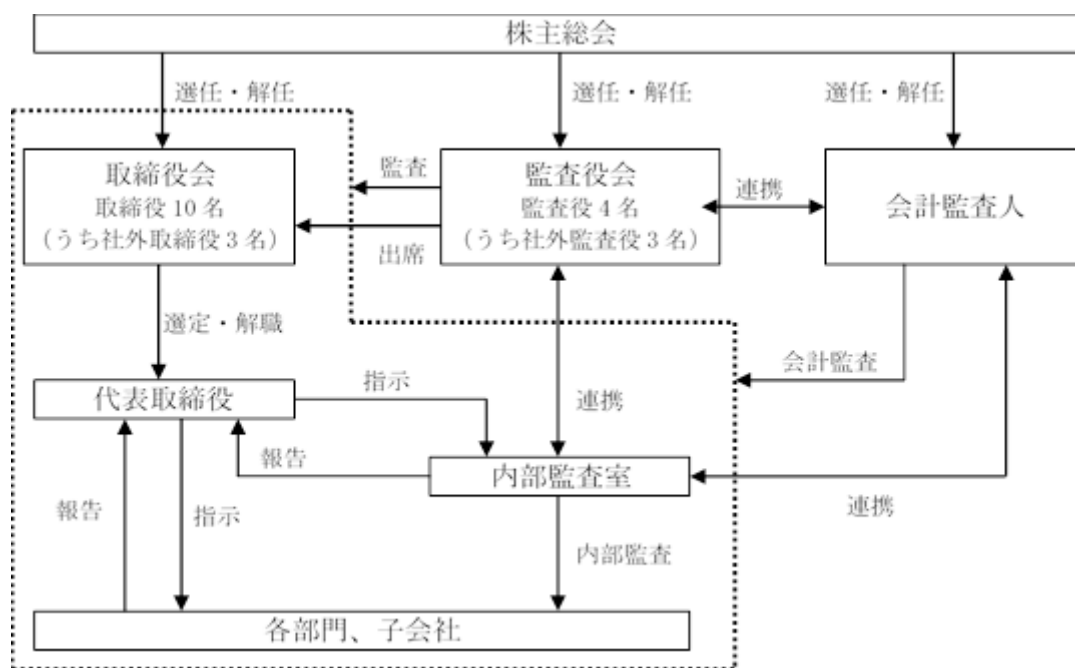 株主総会
選任・解任
選任・解任
選任・解任
取締役会
取締役10名
（うち社外取締役3名）
監査
出席
監査役会
監査役4名
（うち社外監査役3名）
連携
会計監査人
選定・解職
会計監査
代表取締役
指示
連携
報告
内部監査室
連携
報告
指示
内部監査
各部門、子会社